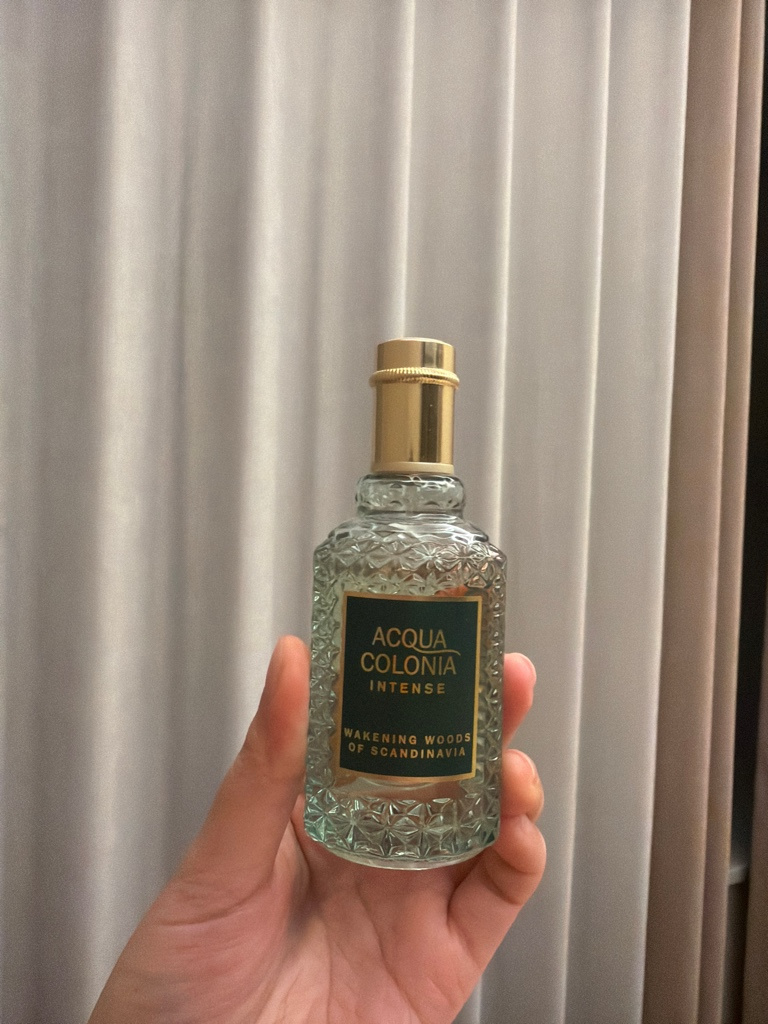 ACQUA
COLONIA
INTENSE
WAKENING WOODS
OF SCANDINAVIA